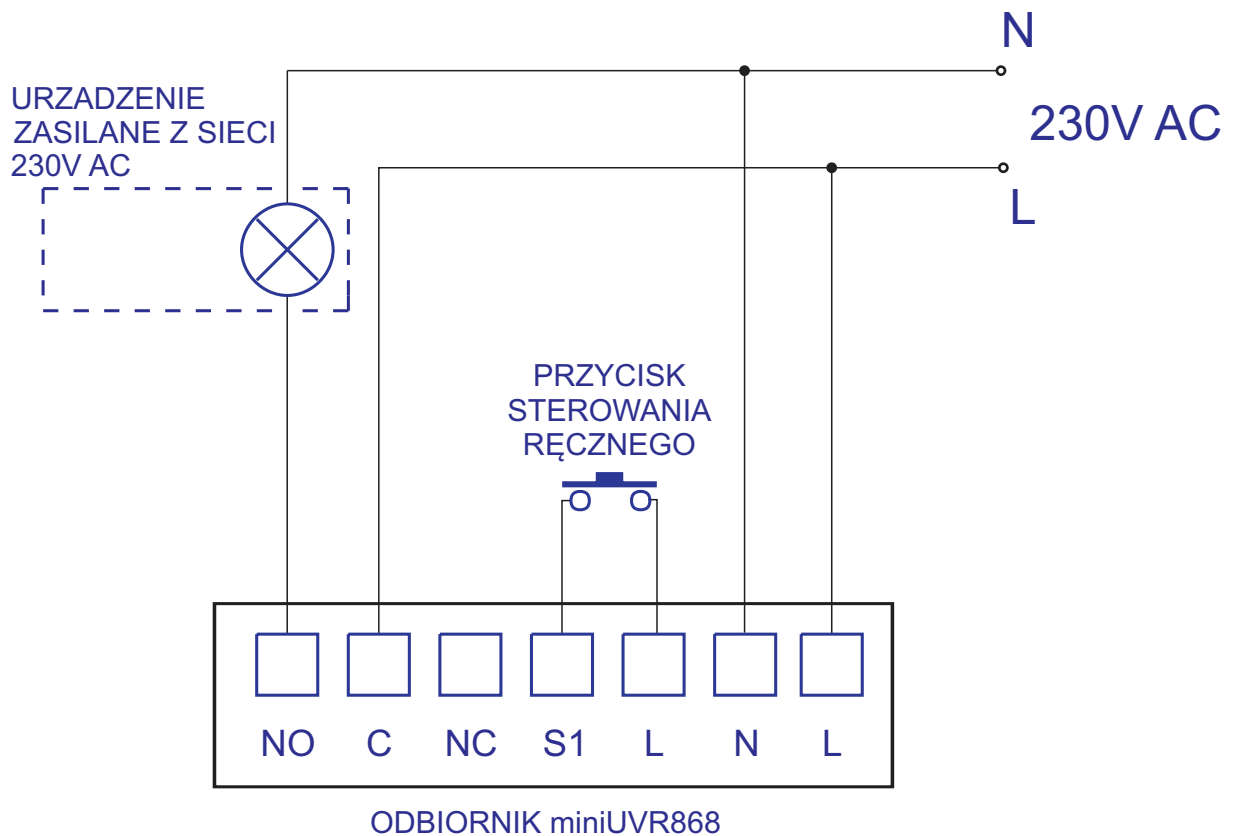 N
URZADZENIE
ZASILANE Z SIECI
230V AC
230V AC
L
PRZYCISK
STEROWANIA
RĘCZNEGO
NO C NC S1 L N L
ODBIORNIK miniUVR868